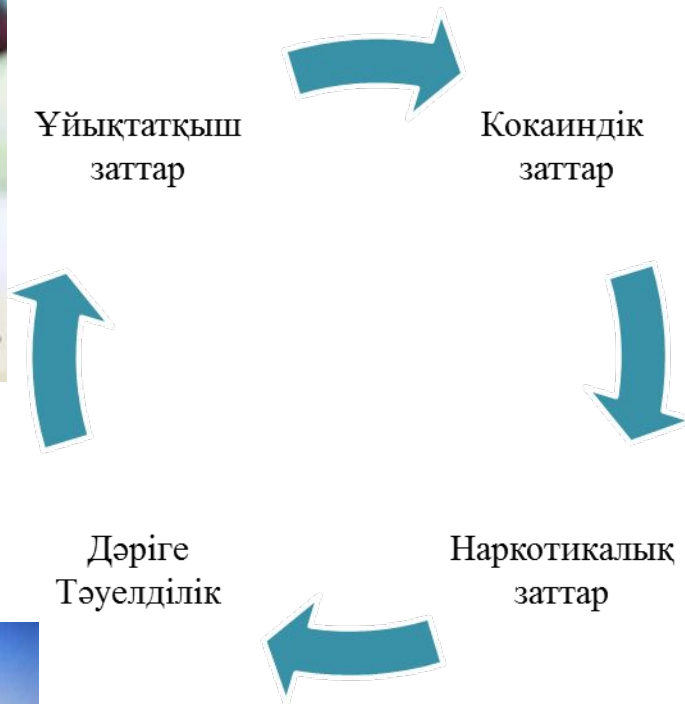 Ұйықтатқыш
заттар
Кокаиндік
заттар
Наркотикалық
заттар
Дәріге
Тәуелділік